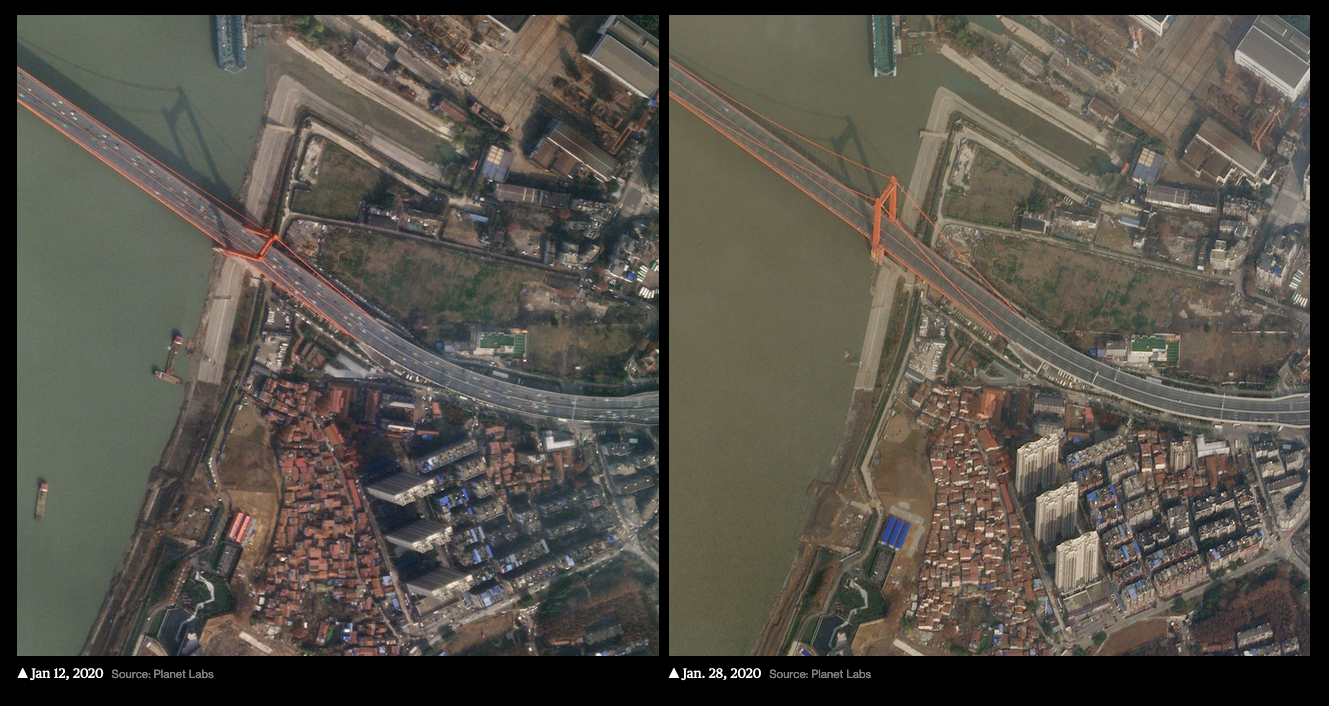 ▲ Jan 12, 2020 Source: Planet Labs
▲ Jan. 28, 2020 Source: Planet Labs